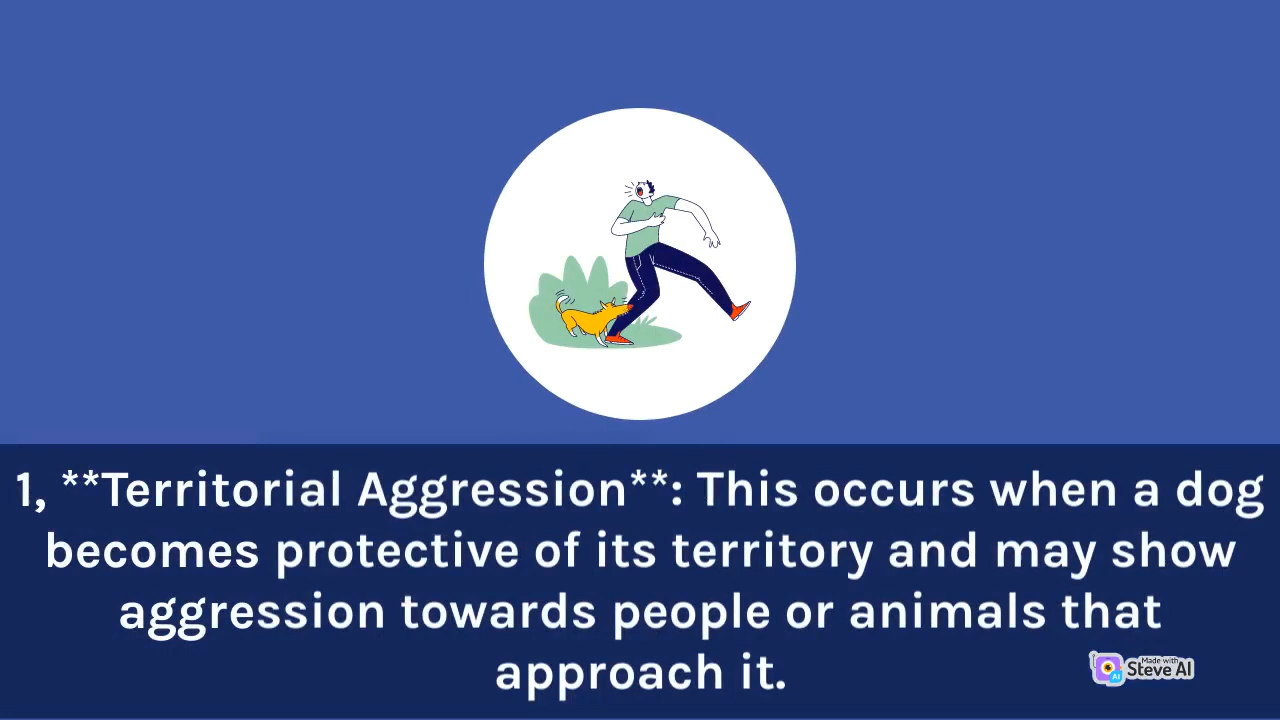 1, **Territorial Aggression**: This occurs when a dog
becomes protective of its territory and may show
aggression towards people or animals that
approach it.
Made with
Steve AI
AI